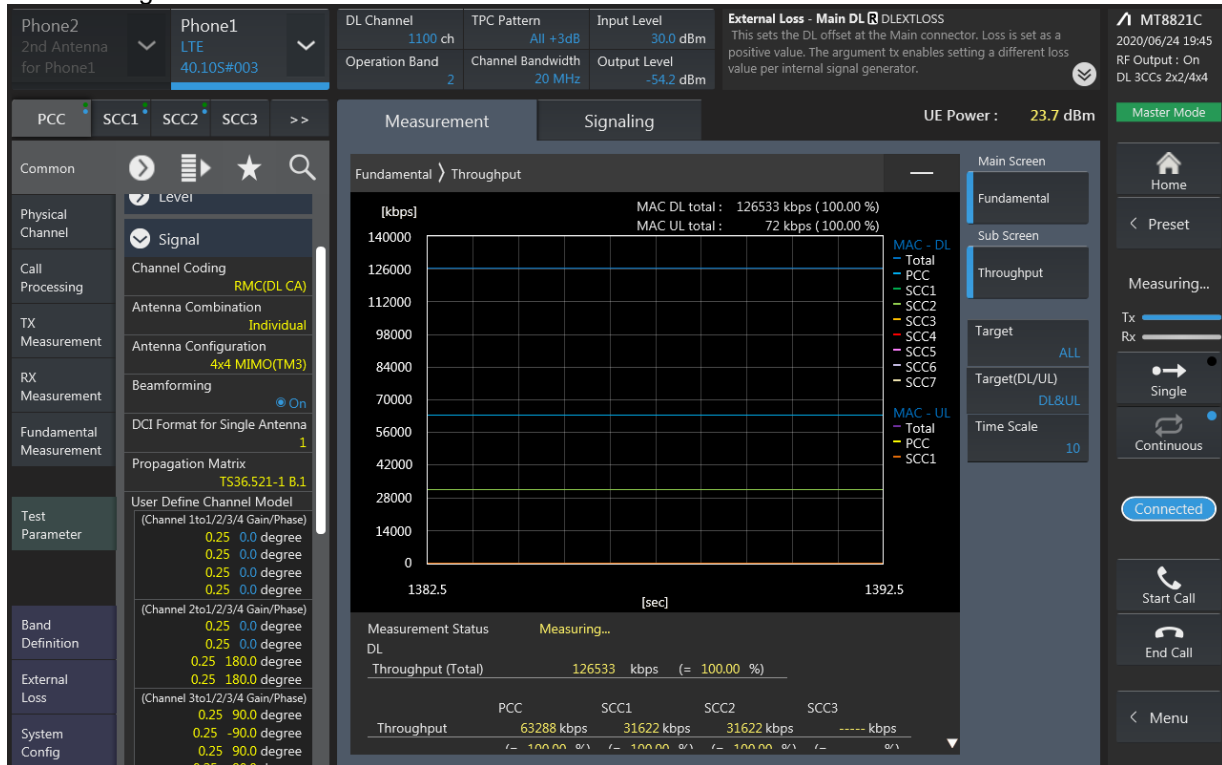 Phone2
2nd Antenna
for Phone1
Phone1
LTE
40.10S#003
DL Channel
1100 ch
TPC Pattern
All +3dB
Input Level
30.0 dBm
Operation Band
2
Channel Bandwidth
20 MHz
Output Level
-54.2 dBm
External Loss - Main DL R DLEXTLOSS
This sets the DL offset at the Main connector. Loss is set as a
positive value. The argument tx enables setting a different loss
value per internal signal generator.
MT8821C
2020/06/24 19:45
RF Output : On
DL 3CCs 2x2/4x4
Master Mode
PCC SCC1 SCC2 SCC3 >>
Measurement Signaling
UE Power : 23.7 dBm
Common
Physical
Channel
Call
Processing
TX
Measurement
RX
Measurement
Fundamental
Measurement
Test
Parameter
Band
Definition
External
Loss
System
Config
Level
Signal
Channel Coding
RMC(DL CA)
Antenna Combination
Individual
Antenna Configuration
4x4 MIMO(TM3)
Beamforming
On
DCI Format for Single Antenna
1
Propagation Matrix
TS36.521-1 B.1
User Define Channel Model
(Channel 1to1/2/3/4 Gain/Phase)
0.25 0.0 degree
0.25 0.0 degree
0.25 0.0 degree
0.25 0.0 degree
(Channel 2to1/2/3/4 Gain/Phase)
0.25 0.0 degree
0.25 0.0 degree
0.25 180.0 degree
0.25 180.0 degree
(Channel 3to1/2/3/4 Gain/Phase)
0.25 90.0 degree
0.25 -90.0 degree
0.25 90.0 degree
Fundamental 〉 Throughput
[kbps]
MAC DL total : 126533 kbps ( 100.00 %)
MAC UL total : 72 kbps ( 100.00 %)
140000
126000
112000
98000
84000
70000
56000
42000
28000
14000
0
1382.5
[sec]
1392.5
MAC - DL
Total
PCC
SCC1
SCC2
SCC3
SCC4
SCC5
SCC6
SCC7
MAC - UL
Total
PCC
SCC1
Measurement Status Measuring...
DL
Throughput (Total) 126533 kbps (= 100.00 %)
PCC SCC1 SCC2 SCC3
Throughput 63288 kbps 31622 kbps 31622 kbps ----- kbps
(= 100.00 %) (= 100.00 %) (= 100.00 %) (= %)
Main Screen
Fundamental
Sub Screen
Throughput
Target
ALL
Target(DL/UL)
DL&UL
Time Scale
10
Home
< Preset
Measuring...
Tx
Rx
Single
Continuous
Connected
Start Call
End Call
< Menu